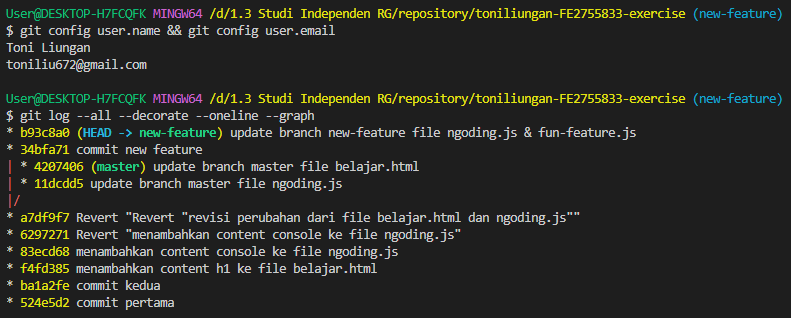 User@DESKTOP-H7FCQFK MINGW64 /d/1.3 Studi Independen RG/repository/toniliungan-FE2755833-exercise (new-feature)
$ git config user.name && git config user.email
Toni Liungan
toniliu672@gmail.com
User@DESKTOP-H7FCQFK MINGW64 /d/1.3 Studi Independen RG/repository/toniliungan-FE2755833-exercise (new-feature)
$ git log --all --decorate --oneline --graph
* b93c8a0 (HEAD -> new-feature) update branch new-feature file ngoding.js & fun-feature.js
* 34bfa71 commit new feature
| * 4207406 (master) update branch master file belajar.html
| * 11dcdd5 update branch master file ngoding.js
|/
* a7df9f7 Revert "Revert "revisi perubahan dari file belajar.html dan ngoding.js""
* 6297271 Revert "menambahkan content console ke file ngoding.js"
* 83ecd68 menambahkan content console ke file ngoding.js
* f4fd385 menambahkan content h1 ke file belajar.html
* ba1a2fe commit kedua
* 524e5d2 commit pertama